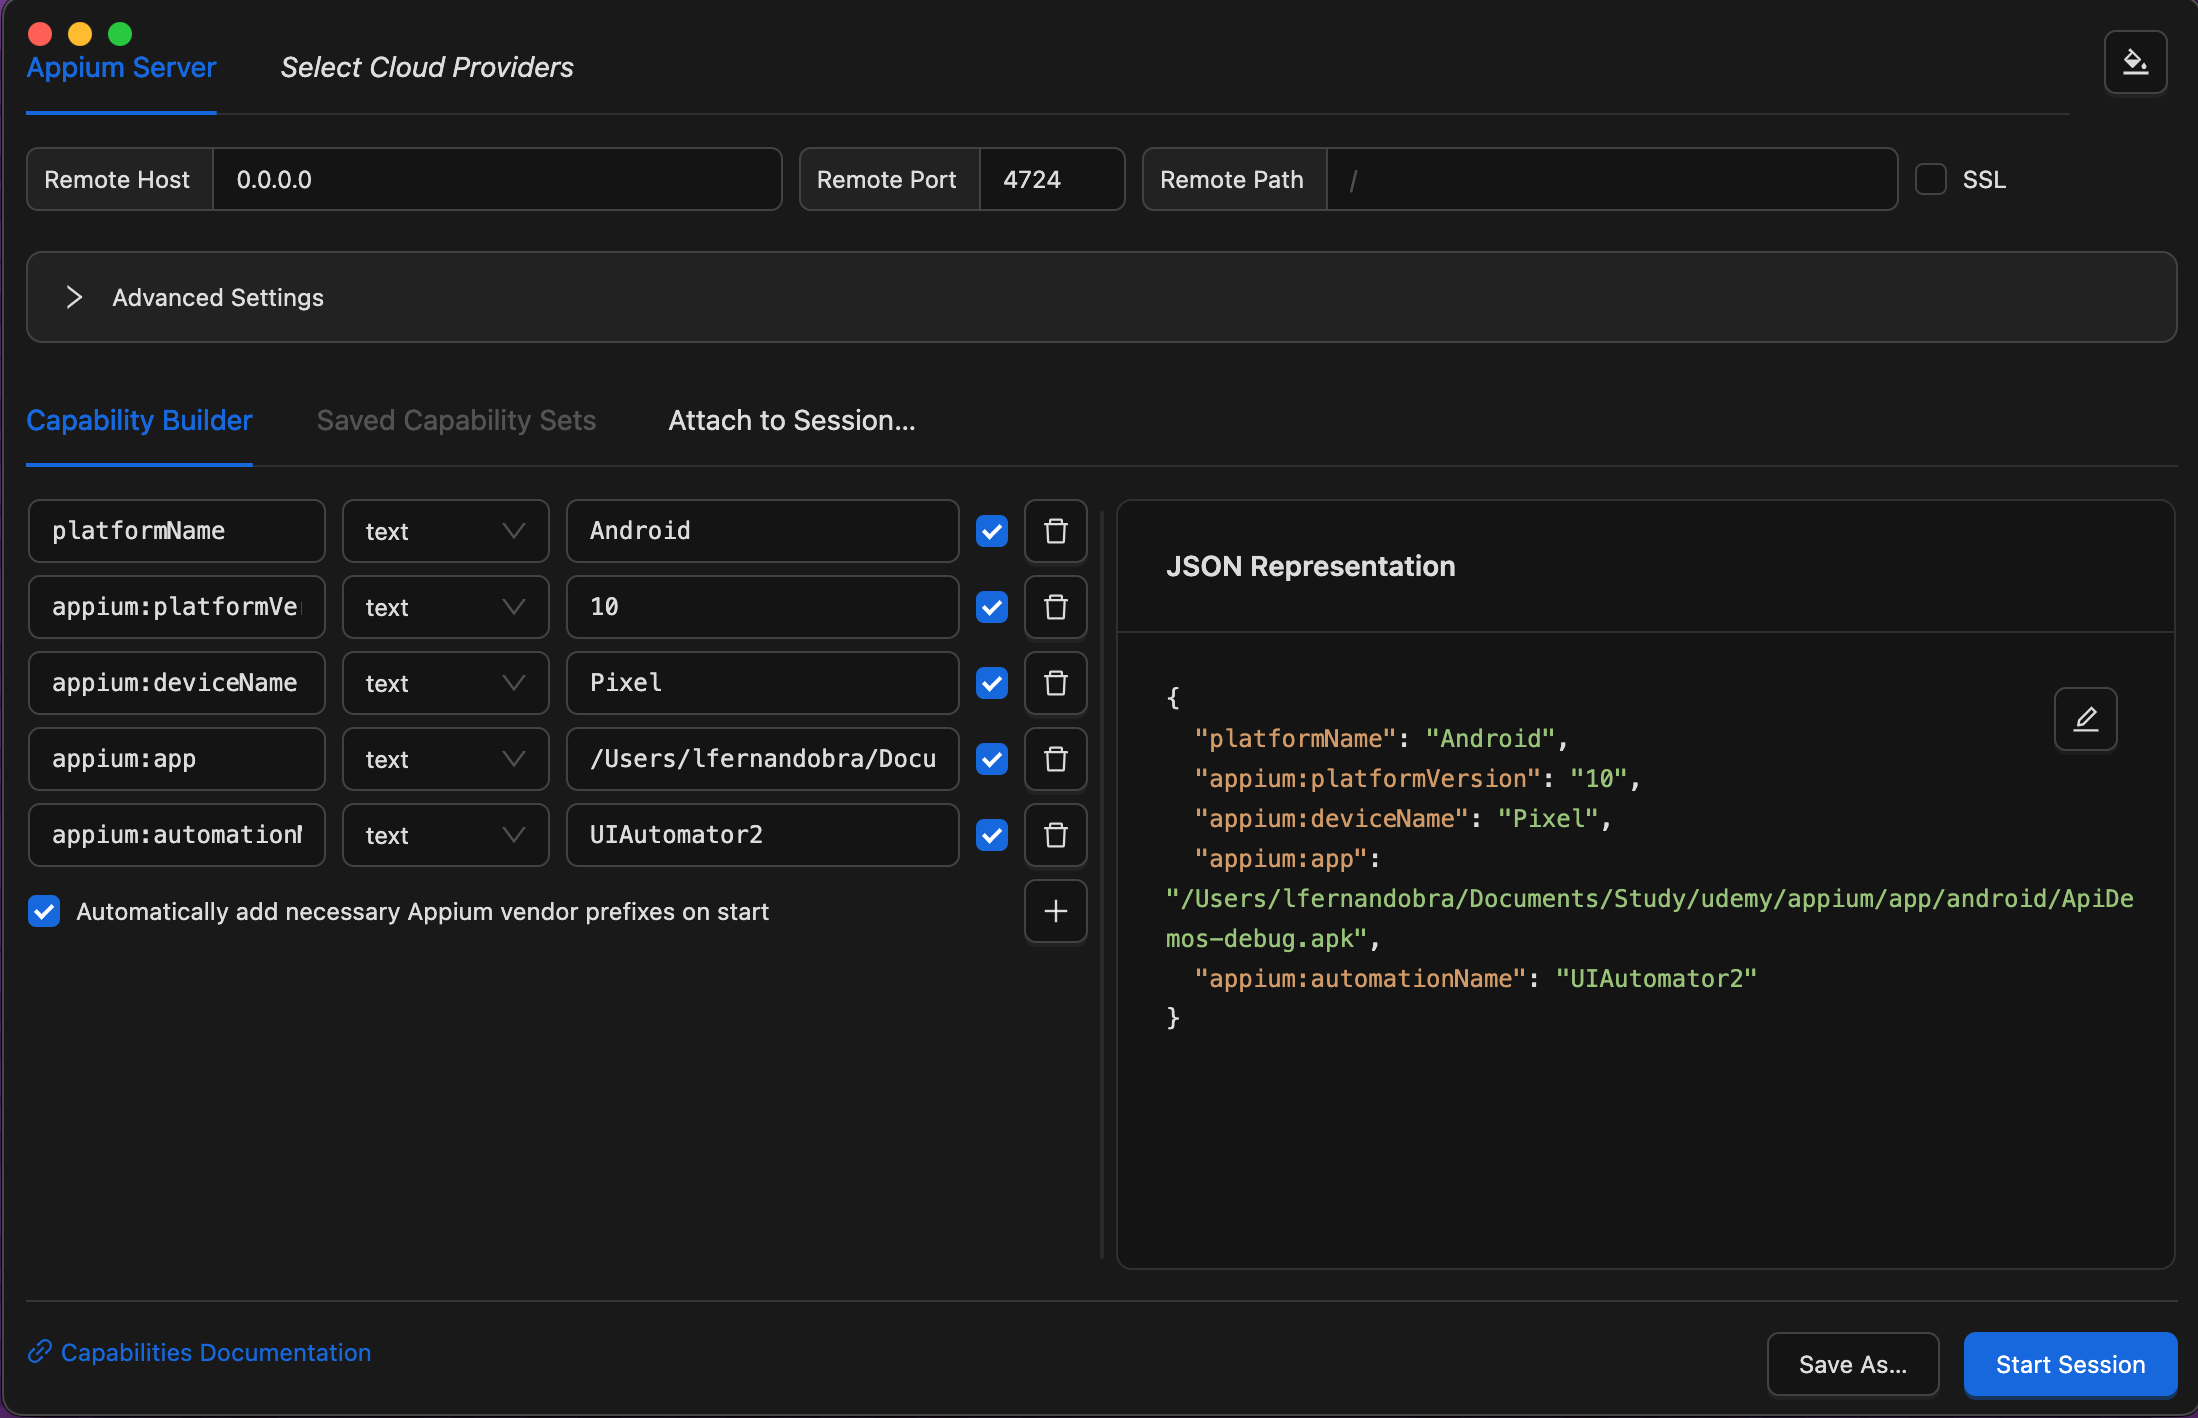 Appium Server Select Cloud Providers
Remote Host 0.0.0.0 Remote Port 4724 Remote Path / SSL
Advanced Settings
Capability Builder Saved Capability Sets Attach to Session...
platformName text Android
appium:platformVe text 10
appium:deviceName text Pixel
appium:app text /Users/lfernandobra/Docu
appium:automation text UIAutomator2
Automatically add necessary Appium vendor prefixes on start
JSON Representation
{
"platformName": "Android",
"appium:platformVersion": "10",
"appium:deviceName": "Pixel",
"appium:app":
"/Users/lfernandobra/Documents/Study/udemy/appium/app/android/ApiDe
mos-debug.apk",
"appium:automationName": "UIAutomator2"
}
Capabilities Documentation
Save As...
Start Session